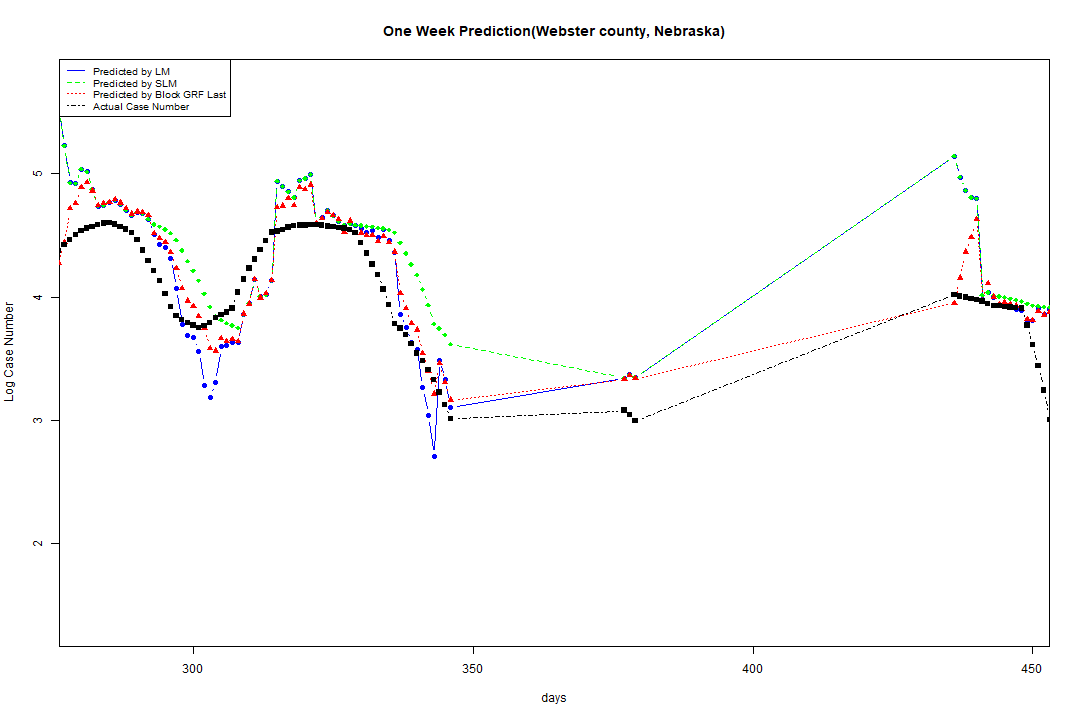 One Week Prediction(Webster county, Nebraska)
Predicted by LM
Predicted by SLM
Predicted by Block GRF Last
Actual Case Number
Log Case Number
5
4
3
2
300
350
400
450
days